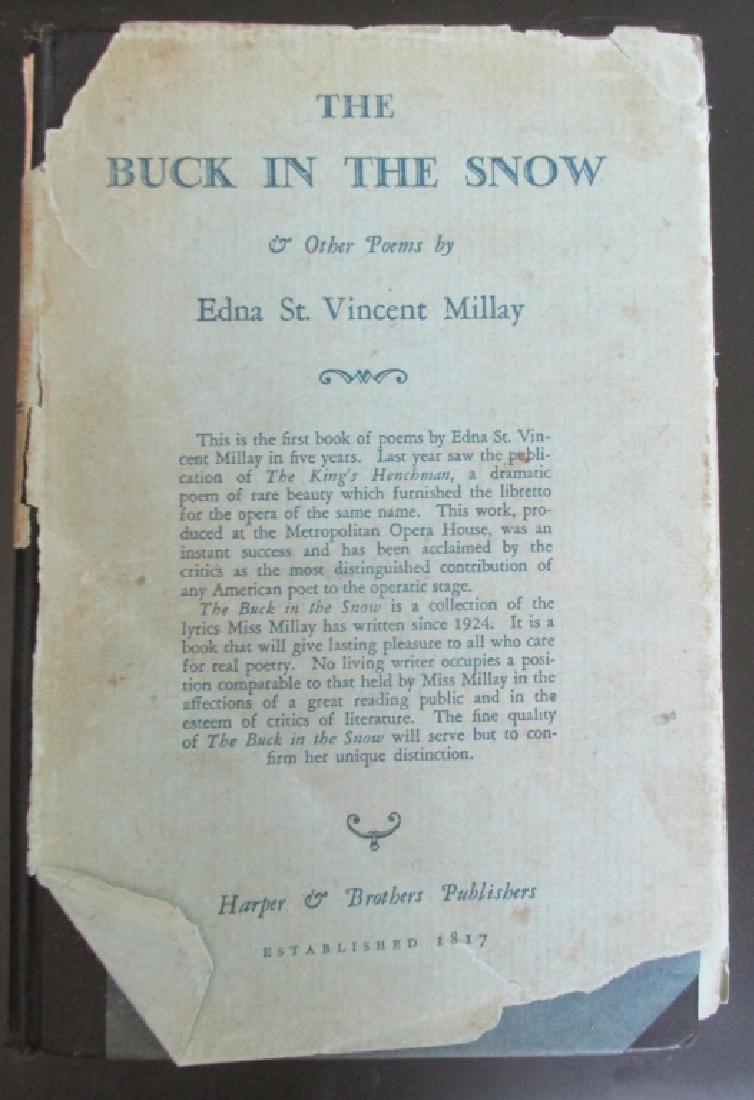 THE
BUCK IN THE SNOW
& Other Poems by
Edna St. Vincent Millay
This is the first book of poems by Edna St. Vin-
cent Millay in five years. Last year saw the publi-
cation of The King's Henchman, a dramatic
poem of rare beauty which furnished the libretto
for the opera of the same name. This work, pro-
duced at the Metropolitan Opera House, was an
instant success and has been acclaimed by the
critics as the most distinguished contribution of
any American poet to the operatic stage.
The Buck in the Snow is a collection of the
lyrics Miss Millay has written since 1924. It is a
book that will give lasting pleasure to all who care
for real poetry. No living writer occupies a posi-
tion comparable to that held by Miss Millay in the
affections of a great reading public and in the
esteem of critics of literature. The fine quality
of The Buck in the Snow will serve but to con-
firm her unique distinction.
Harper & Brothers Publishers
ESTABLISHED 1817